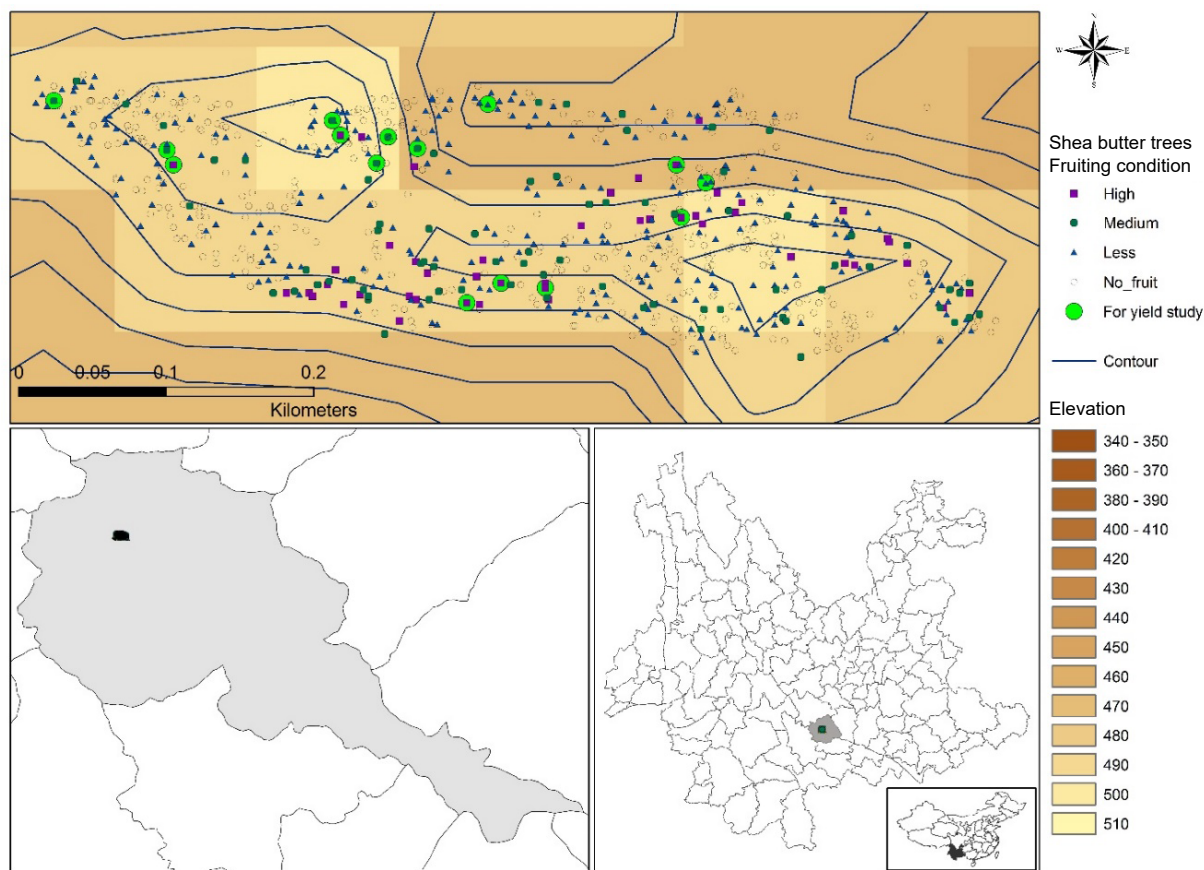 N
W E
S
Shea butter trees
Fruiting condition
High
Medium
Less
No_fruit
For yield study
Contour
0 0.05 0.1 0.2
Kilometers
Elevation
340 - 350
360 - 370
380 - 390
400 - 410
420
430
440
450
460
470
480
490
500
510